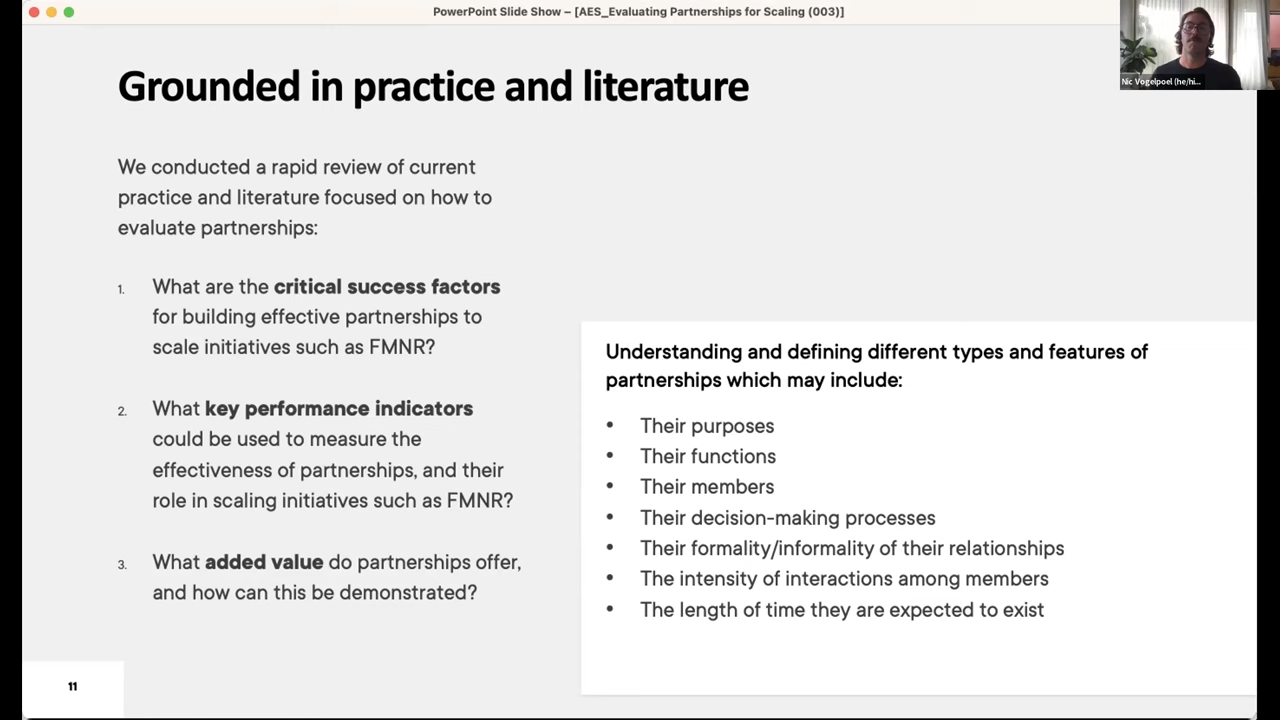 PowerPoint Slide Show – [AES_Evaluating Partnerships for Scaling (003)]
Nic Vogelpoel (he/hi...
Grounded in practice and literature
We conducted a rapid review of current
practice and literature focused on how to
evaluate partnerships:
1. What are the critical success factors
for building effective partnerships to
scale initiatives such as FMNR?
2. What key performance indicators
could be used to measure the
effectiveness of partnerships, and their
role in scaling initiatives such as FMNR?
3. What added value do partnerships offer,
and how can this be demonstrated?
Understanding and defining different types and features of
partnerships which may include:
• Their purposes
• Their functions
• Their members
• Their decision-making processes
• Their formality/informality of their relationships
• The intensity of interactions among members
• The length of time they are expected to exist
11